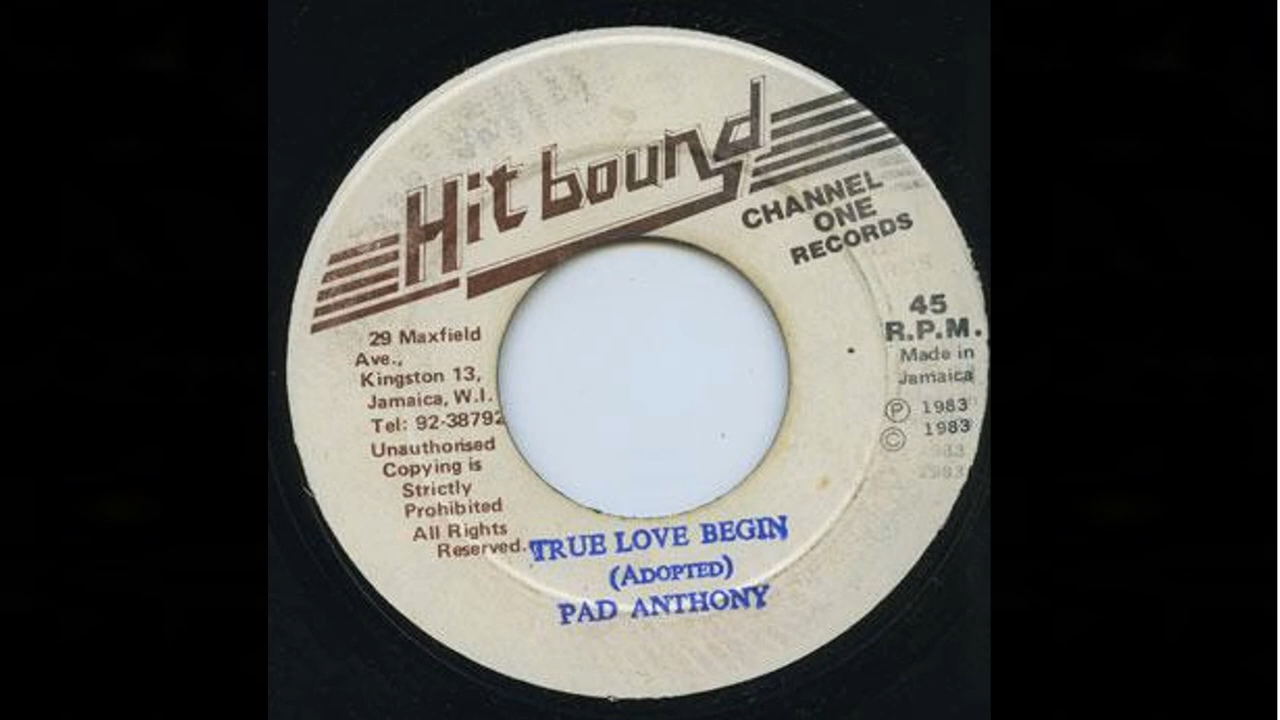 Hit bound
CHANNEL
ONE
RECORDS
45
R.P.M.
Made in
Jamaica
Ⓟ 1983
© 1983
29 Maxfield
Ave.,
Kingston 13,
Jamaica, W.I.
Tel: 92-38792
Unauthorised
Copying is
Strictly
Prohibited
All Rights
Reserved.
TRUE LOVE BEGIN
(ADOPTED)
PAD ANTHONY